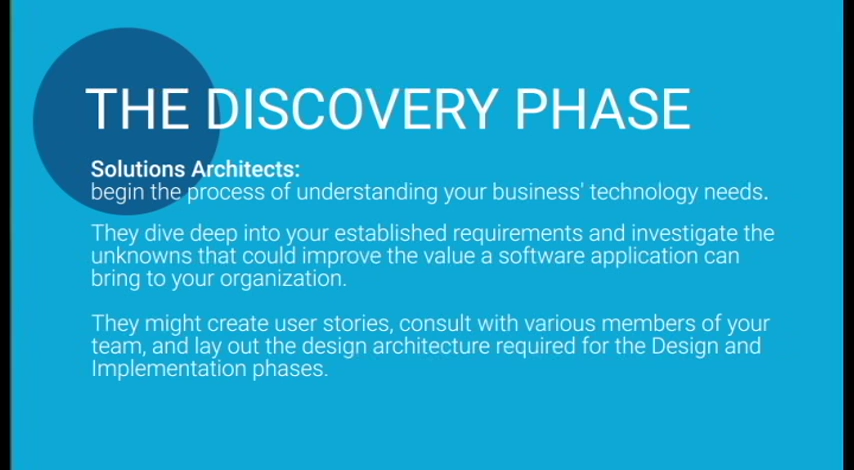 THE DISCOVERY PHASE
Solutions Architects:
begin the process of understanding your business' technology needs.
They dive deep into your established requirements and investigate the
unknowns that could improve the value a software application can
bring to your organization.
They might create user stories, consult with various members of your
team, and lay out the design architecture required for the Design and
Implementation phases.